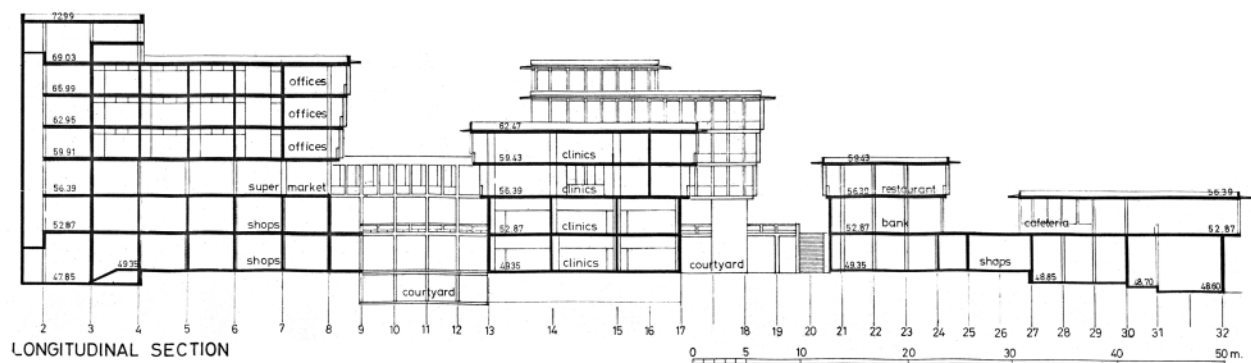 72.99
69.03
offices
65.99
offices
62.95
62.47
offices
clinics
59.91
59.43
59.43
super market
clinics
restaurant
56.39
56.39
56.39
56.39
shops
clinics
bank
cafeteria
52.87
52.87
52.87
52.87
shops
clinics
courtyard
shops
49.35
49.35
49.35
48.85
48.70
48.60
47.85
courtyard
2 3 4 5 6 7 8 9 10 11 12 13 14 15 16 17 18 19 20 21 22 23 24 25 26 27 28 29 30 31 32
LONGITUDINAL SECTION
0 5 10 20 30 40 50 m.